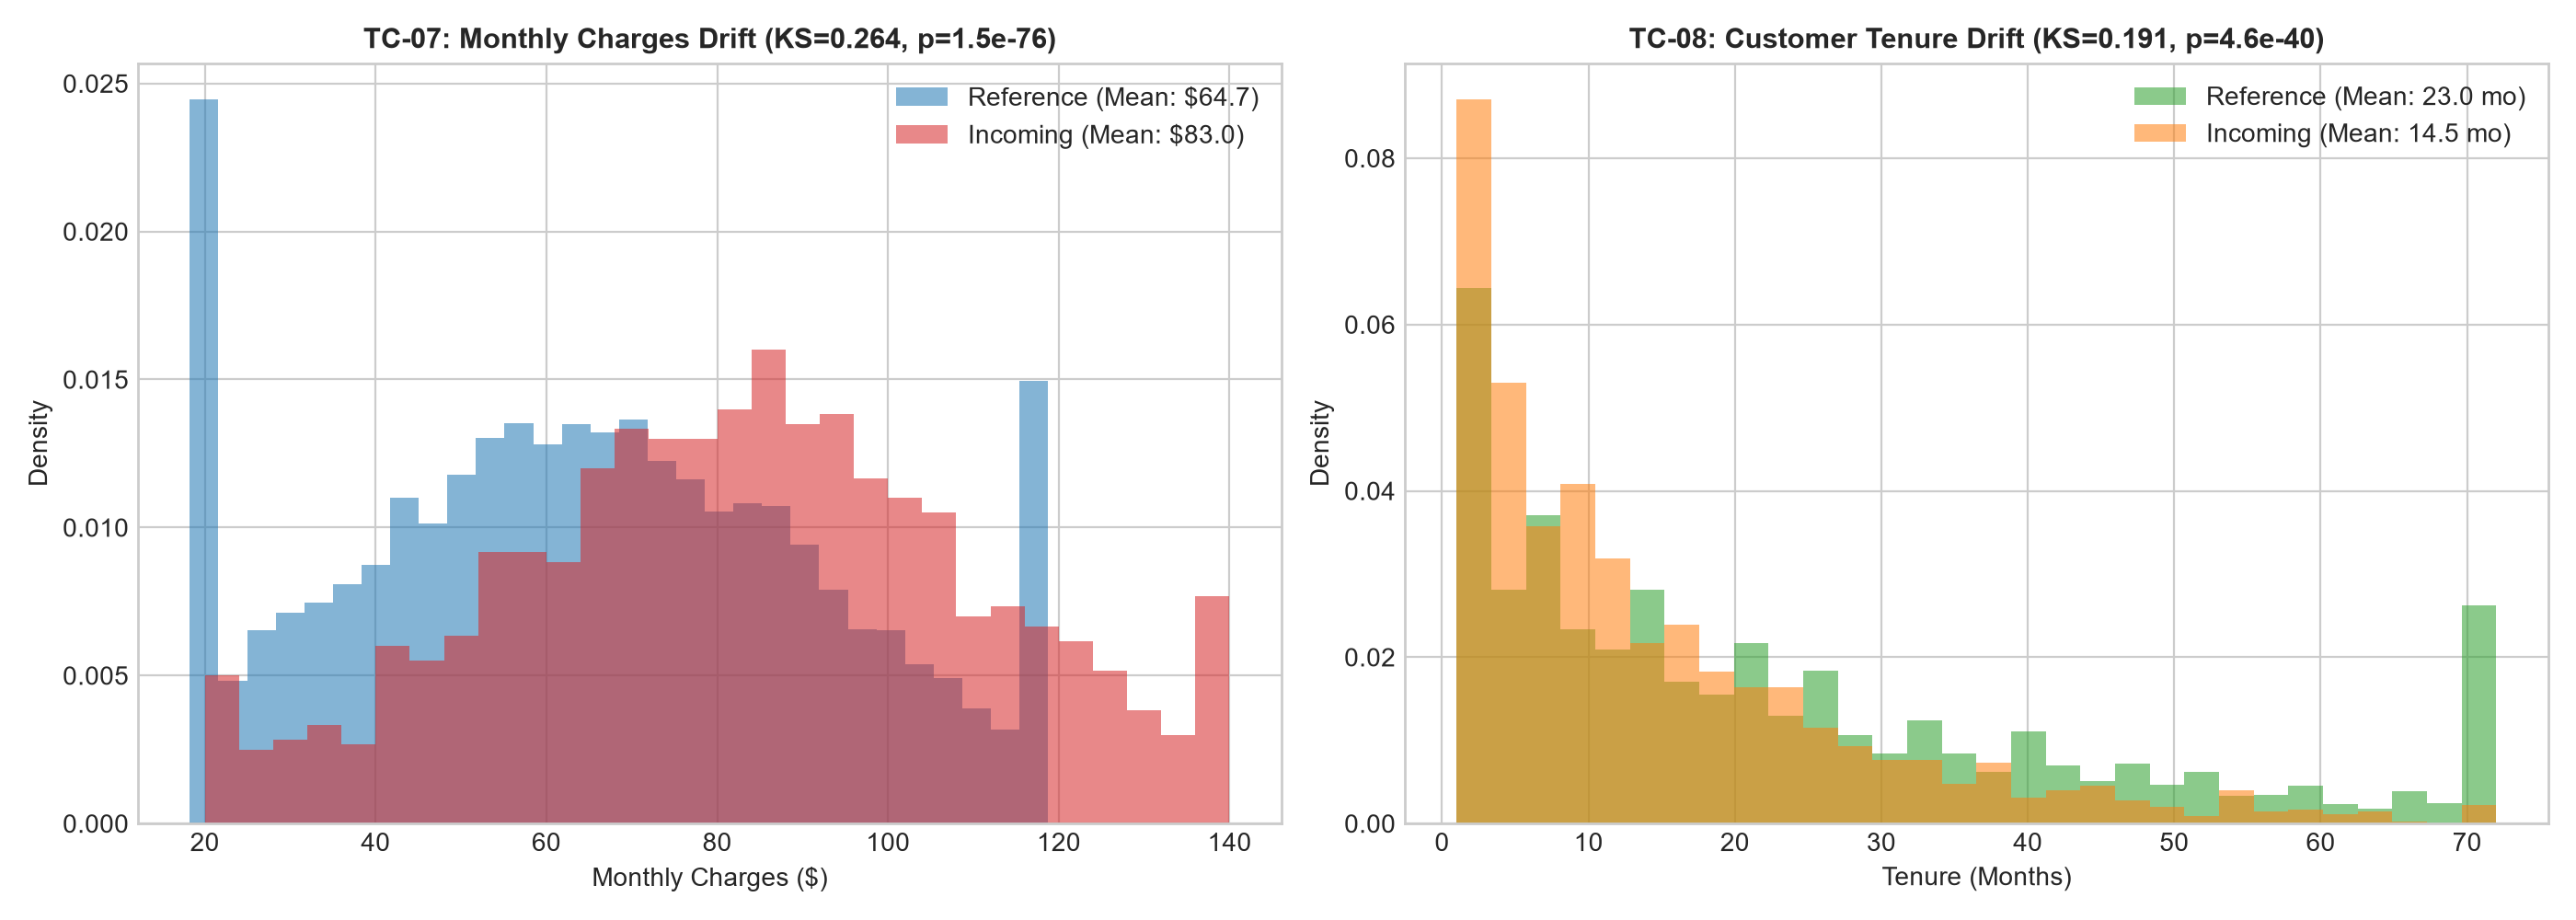 TC-07: Monthly Charges Drift (KS=0.264, p=1.5e-76)
Reference (Mean: $64.7)
Incoming (Mean: $83.0)
0.025
0.020
0.015
0.010
0.005
0.000
Density
20 40 60 80 100 120 140
Monthly Charges ($)
TC-08: Customer Tenure Drift (KS=0.191, p=4.6e-40)
Reference (Mean: 23.0 mo)
Incoming (Mean: 14.5 mo)
0.08
0.06
0.04
0.02
0.00
Density
0 10 20 30 40 50 60 70
Tenure (Months)